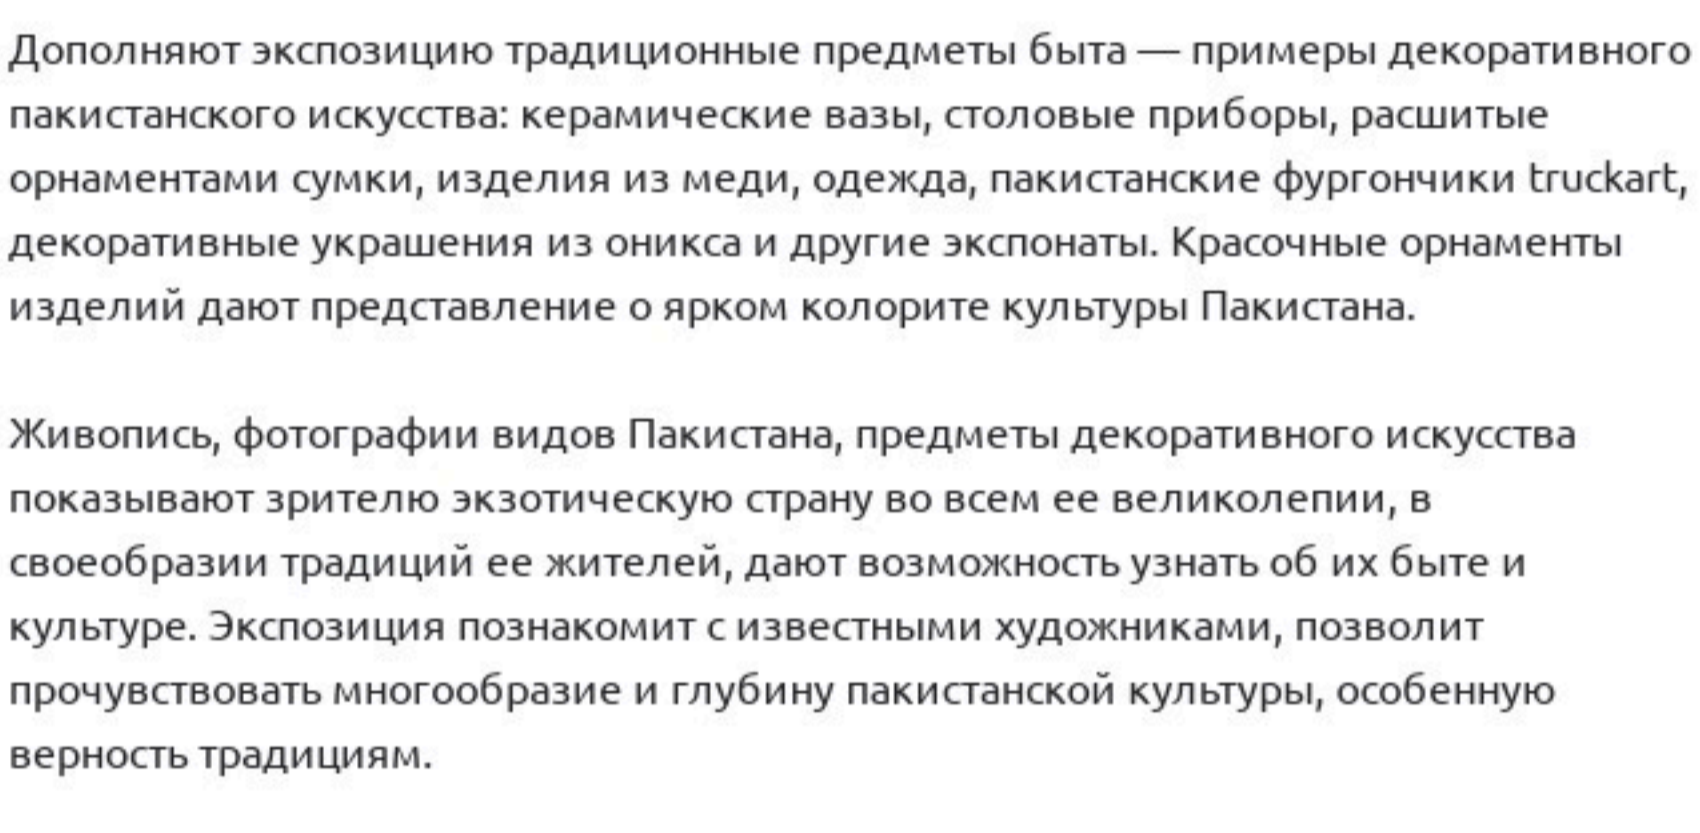 Дополняют экспозицию традиционные предметы быта — примеры декоративного
пакистанского искусства: керамические вазы, столовые приборы, расшитые
орнаментами сумки, изделия из меди, одежда, пакистанские фургончики truckart,
декоративные украшения из оникса и другие экспонаты. Красочные орнаменты
изделий дают представление о ярком колорите культуры Пакистана.
Живопись, фотографии видов Пакистана, предметы декоративного искусства
показывают зрителю экзотическую страну во всем ее великолепии, в
своеобразии традиций ее жителей, дают возможность узнать об их быте и
культуре. Экспозиция познакомит с известными художниками, позволит
прочувствовать многообразие и глубину пакистанской культуры, особенную
верность традициям.